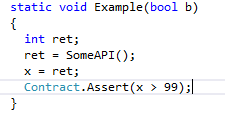 static void Example(bool b)
{
int ret;
ret = SomeAPI();
x = ret;
Contract.Assert(x > 99);
}